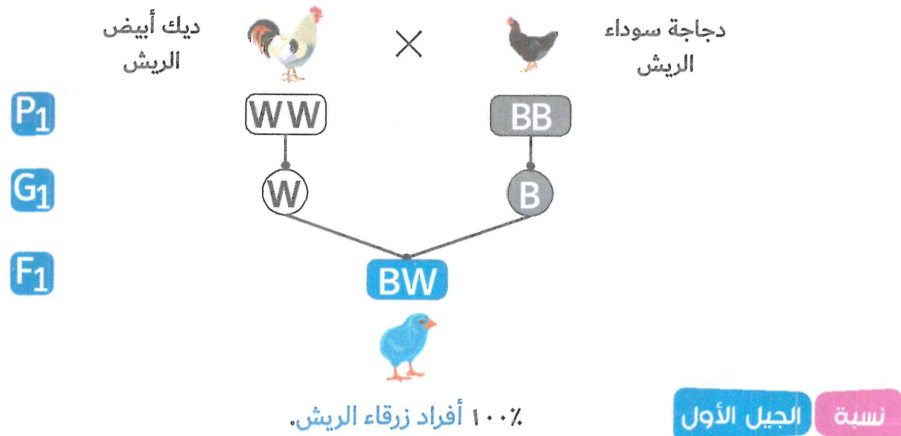 دجاجة سوداء
الريش
×
ديك أبيض
الريش
P1
WW
BB
G1
W
B
F1
BW
نسبة الجيل الأول
١٠٠٪ أفراد زرقاء الريش.